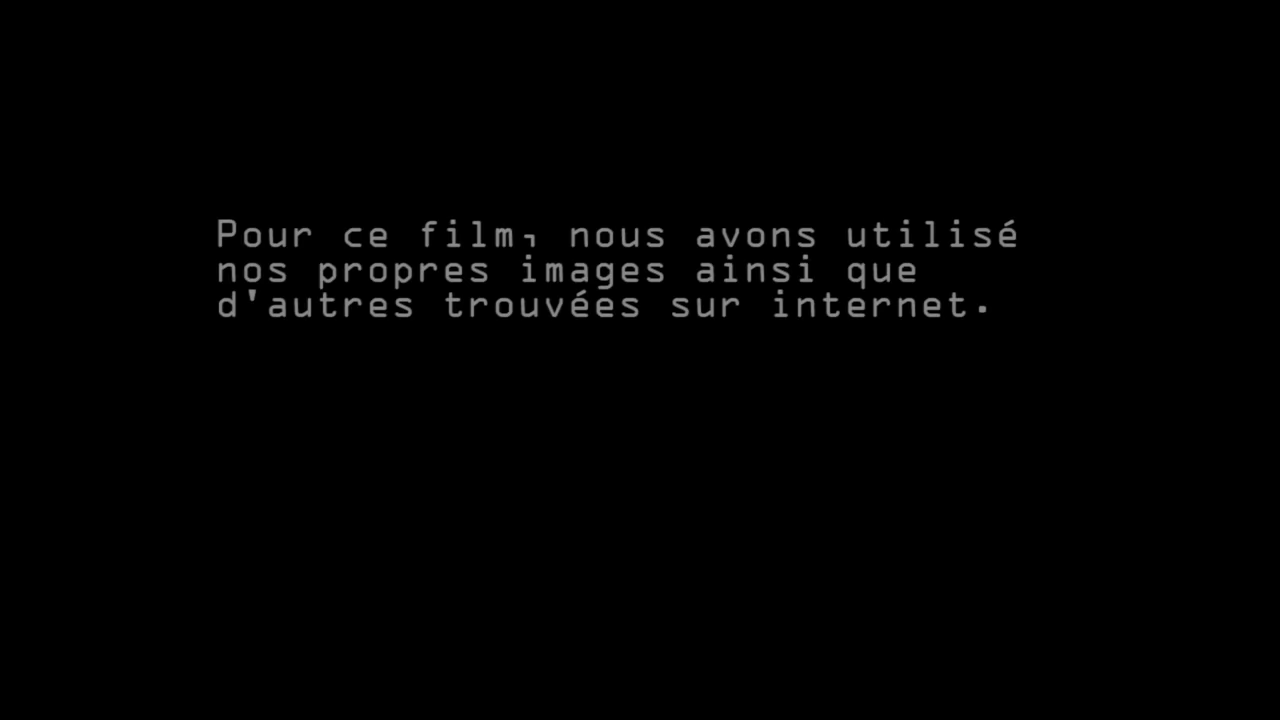 Pour ce film, nous avons utilisé
nos propres images ainsi que
d'autres trouvées sur internet.